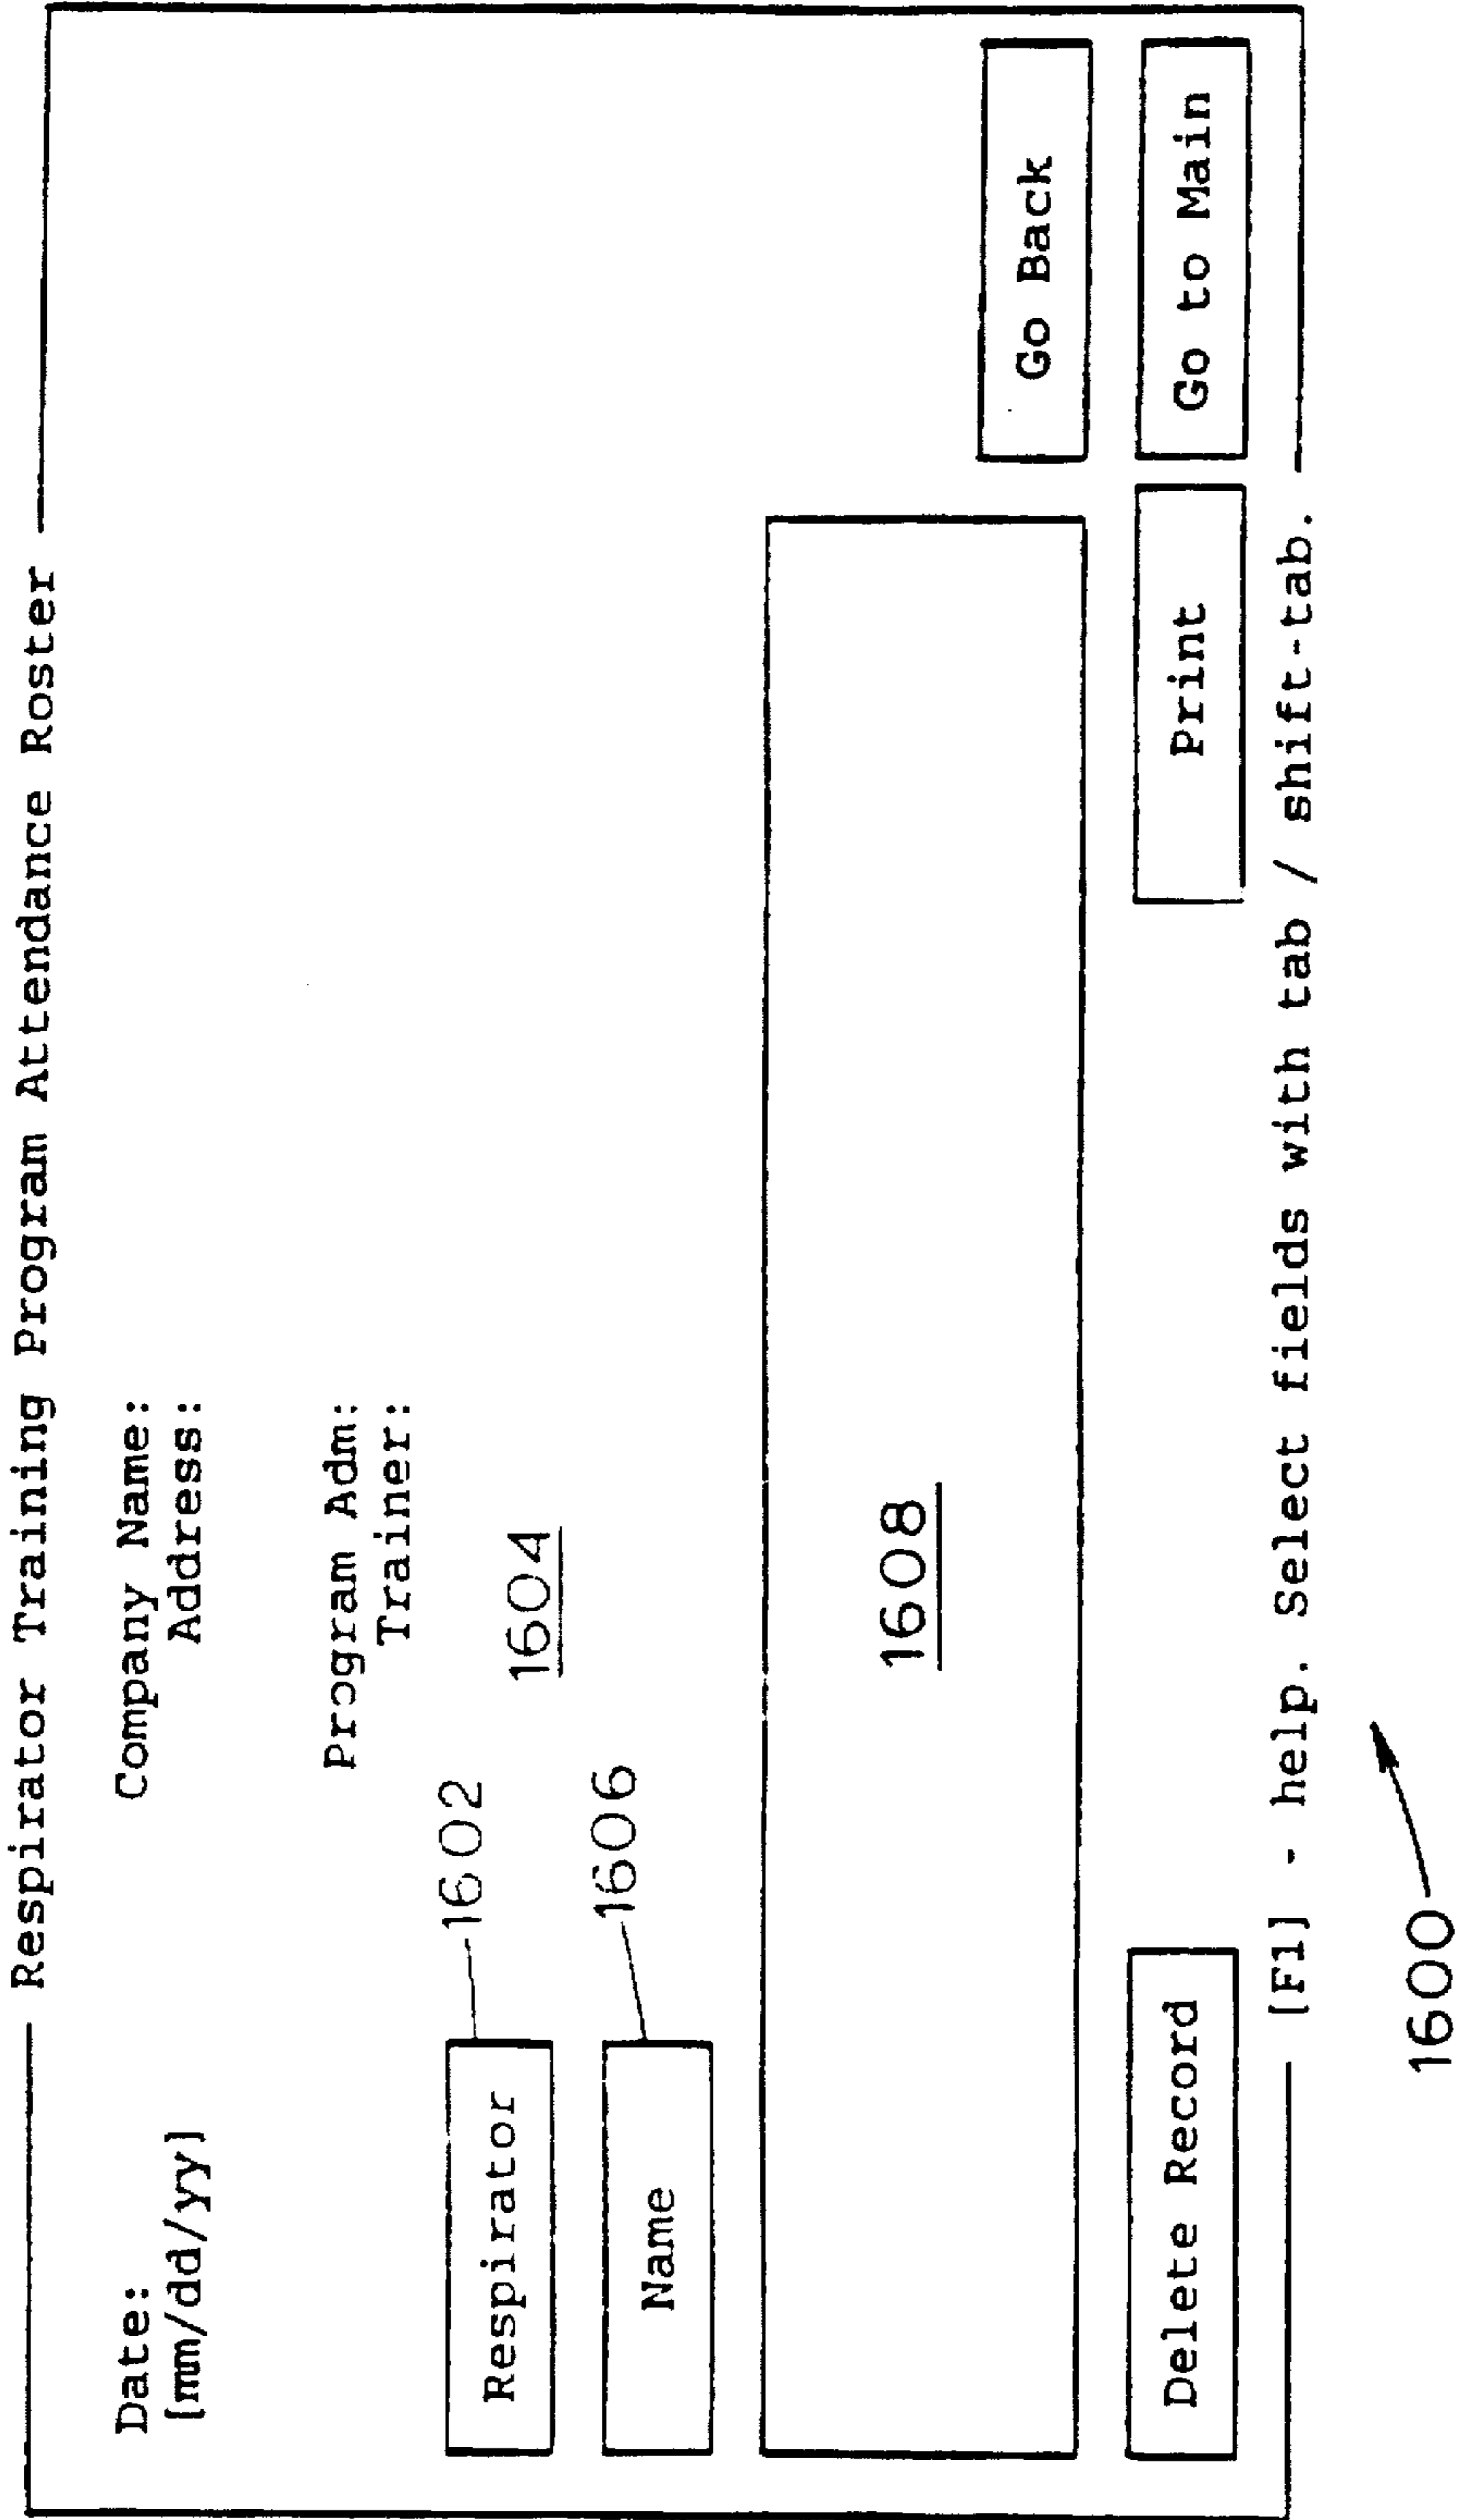 Respirator Training Program Attendance Roster
Date: Company Name:
[mm/dd/yy] Address:
Program Adm:
Trainer:
Respirator 1602 1604
Name 1606
1608
Go Back
Delete Record Print Go to Main
[F1] - help. Select fields with tab / shift-tab.
1600